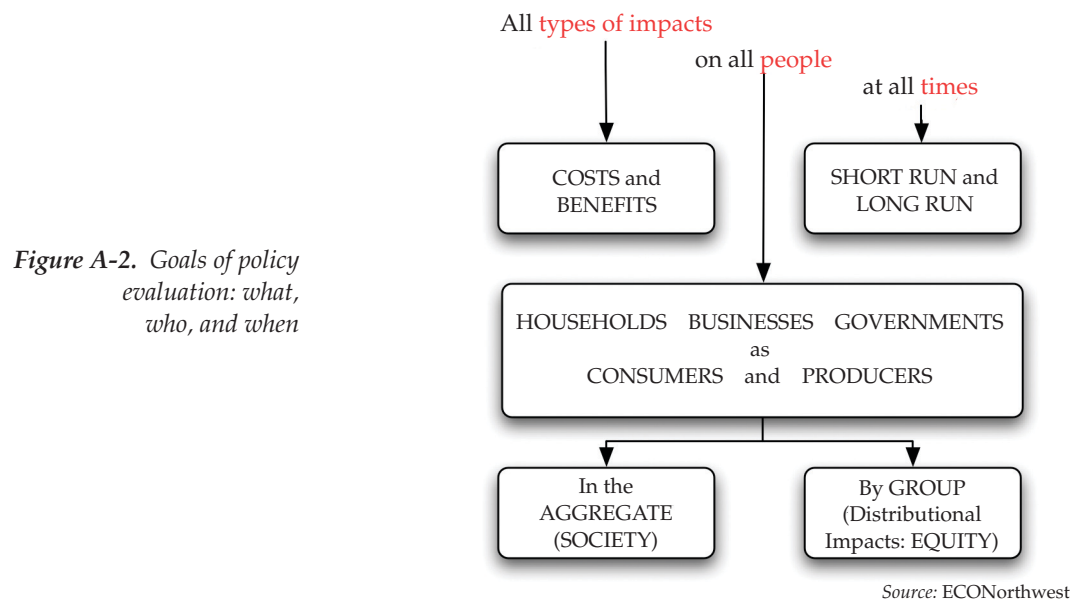 All types of impacts
on all people
at all times
COSTS and
BENEFITS
SHORT RUN and
LONG RUN
Figure A-2. Goals of policy
evaluation: what,
who, and when
HOUSEHOLDS BUSINESSES GOVERNMENTS
as
CONSUMERS and PRODUCERS
In the
AGGREGATE
(SOCIETY)
By GROUP
(Distributional
Impacts: EQUITY)
Source: ECONorthwest